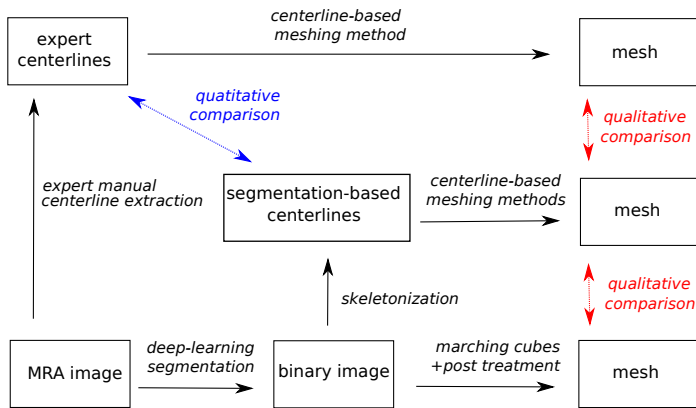 centerline-based
meshing method
expert
centerlines
mesh
quatitative
comparison
qualitative
comparison
expert manual
centerline extraction
segmentation-based
centerlines
centerline-based
meshing methods
mesh
skeletonization
qualitative
comparison
MRA image
deep-learning
segmentation
binary image
marching cubes
+post treatment
mesh